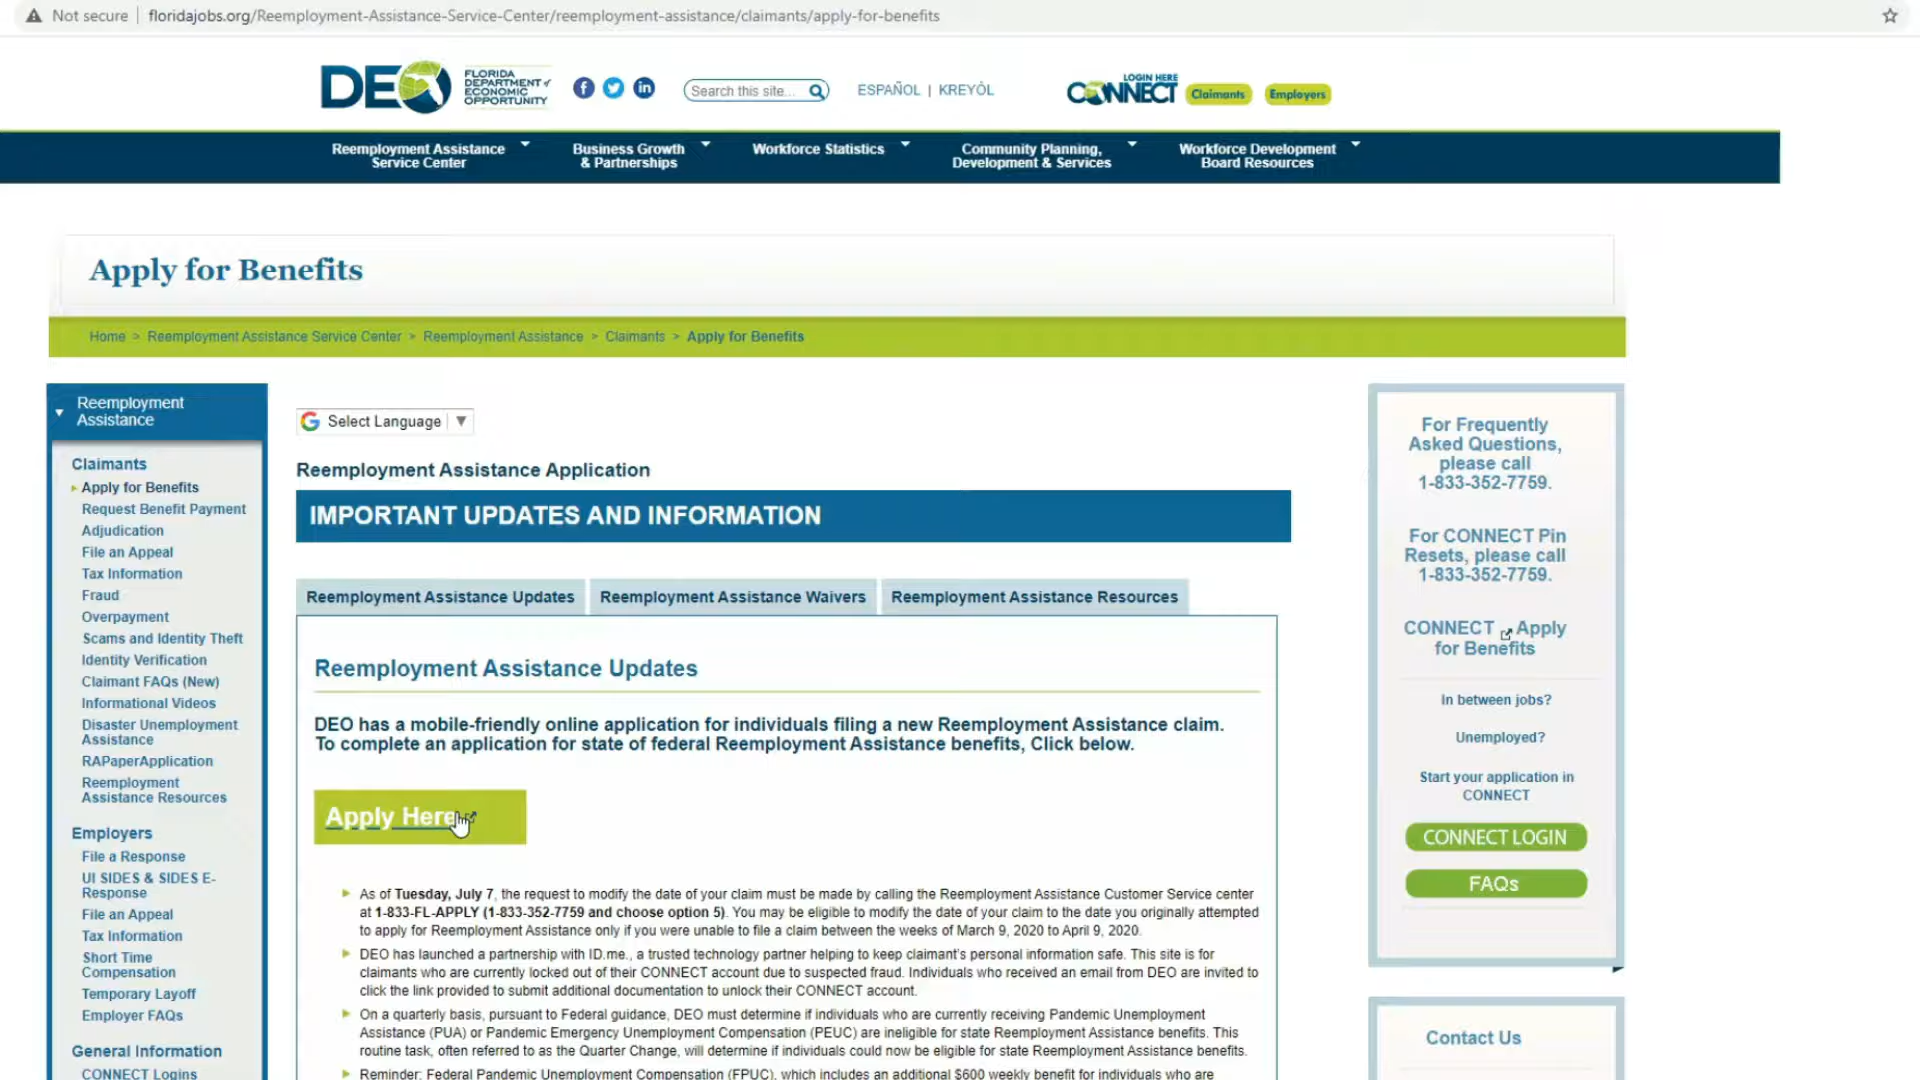 Not secure | floridajobs.org/Reemployment-Assistance-Service-Center/reemployment-assistance/claimants/apply-for-benefits
DEO FLORIDA DEPARTMENT of ECONOMIC OPPORTUNITY
Search this site...
ESPAÑOL | KREYÒL
LOGIN HERE
CONNECT
Claimants
Employers
Reemployment Assistance
Service Center
Business Growth
& Partnerships
Workforce Statistics
Community Planning,
Development & Services
Workforce Development
Board Resources
Apply for Benefits
Home > Reemployment Assistance Service Center > Reemployment Assistance > Claimants > Apply for Benefits
Reemployment
Assistance
Claimants
Apply for Benefits
Request Benefit Payment
Adjudication
File an Appeal
Tax Information
Fraud
Overpayment
Scams and Identity Theft
Identity Verification
Claimant FAQs (New)
Informational Videos
Disaster Unemployment
Assistance
RAPaperApplication
Reemployment
Assistance Resources
Employers
File a Response
UI SIDES & SIDES E-
Response
File an Appeal
Tax Information
Short Time
Compensation
Temporary Layoff
Employer FAQs
General Information
CONNECT Logins
Select Language
Reemployment Assistance Application
IMPORTANT UPDATES AND INFORMATION
Reemployment Assistance Updates
Reemployment Assistance Waivers
Reemployment Assistance Resources
Reemployment Assistance Updates
DEO has a mobile-friendly online application for individuals filing a new Reemployment Assistance claim.
To complete an application for state of federal Reemployment Assistance benefits, Click below.
Apply Here
As of Tuesday, July 7, the request to modify the date of your claim must be made by calling the Reemployment Assistance Customer Service center
at 1-833-FL-APPLY (1-833-352-7759 and choose option 5). You may be eligible to modify the date of your claim to the date you originally attempted
to apply for Reemployment Assistance only if you were unable to file a claim between the weeks of March 9, 2020 to April 9, 2020.
DEO has launched a partnership with ID.me., a trusted technology partner helping to keep claimant's personal information safe. This site is for
claimants who are currently locked out of their CONNECT account due to suspected fraud. Individuals who received an email from DEO are invited to
click the link provided to submit additional documentation to unlock their CONNECT account.
On a quarterly basis, pursuant to Federal guidance, DEO must determine if individuals who are currently receiving Pandemic Unemployment
Assistance (PUA) or Pandemic Emergency Unemployment Compensation (PEUC) are ineligible for state Reemployment Assistance benefits. This
routine task, often referred to as the Quarter Change, will determine if individuals could now be eligible for state Reemployment Assistance benefits.
Reminder: Federal Pandemic Unemployment Compensation (FPUC), which includes an additional $600 weekly benefit for individuals who are
For Frequently
Asked Questions,
please call
1-833-352-7759.
For CONNECT Pin
Resets, please call
1-833-352-7759.
CONNECT Apply
for Benefits
In between jobs?
Unemployed?
Start your application in
CONNECT
CONNECT LOGIN
FAQs
Contact Us